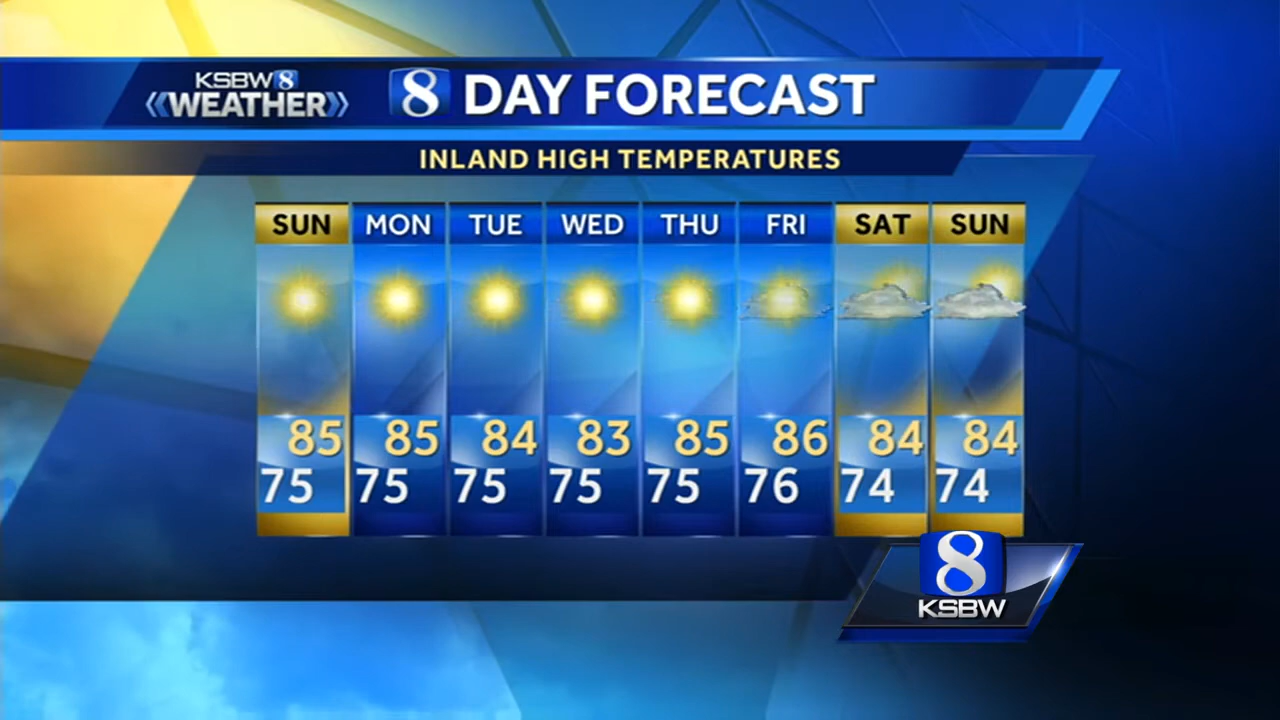 KSBW 8
WEATHER
8 DAY FORECAST
INLAND HIGH TEMPERATURES
SUN MON TUE WED THU FRI SAT SUN
85 85 84 83 85 86 84 84
75 75 75 75 75 76 74 74
8
KSBW